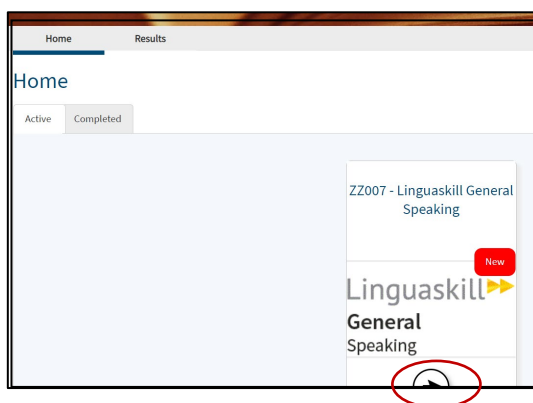 Home Results
Home
Active Completed
ZZ007 - Linguaskill General
Speaking
New
Linguaskill
General
Speaking